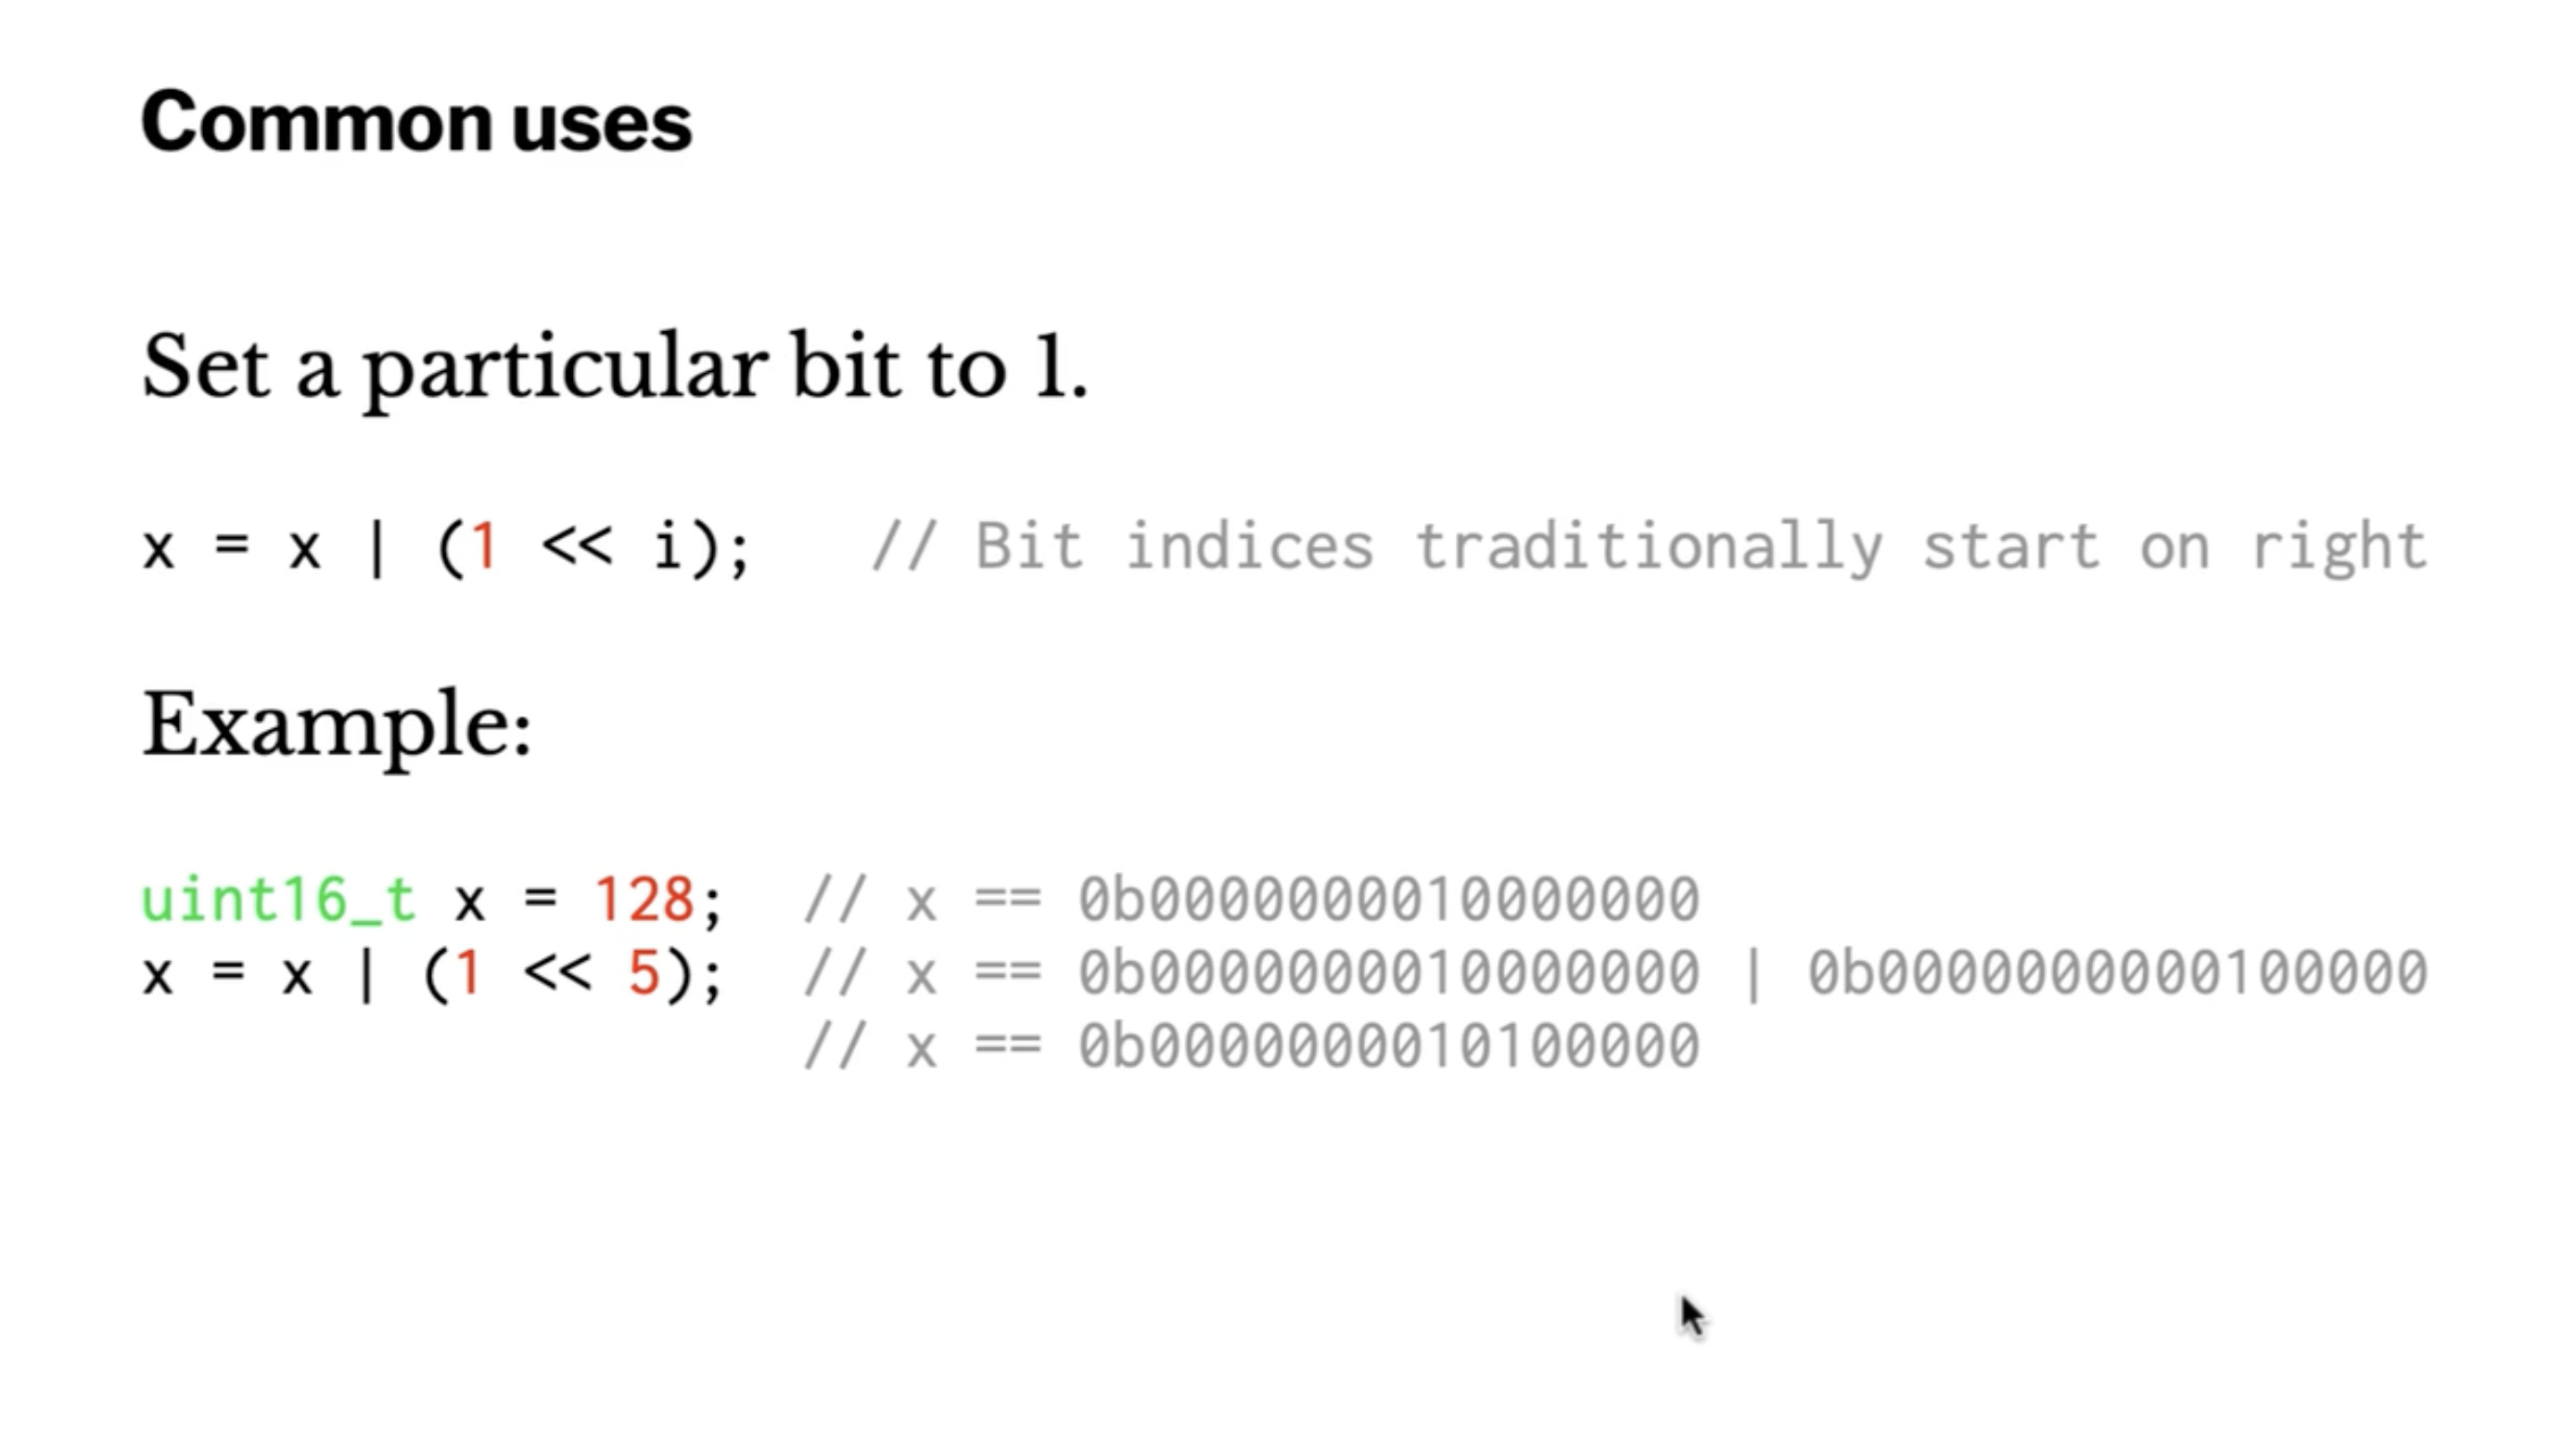 Common uses
Set a particular bit to 1.
x = x | (1 << i);   // Bit indices traditionally start on right
Example:
uint16_t x = 128;  // x == 0b0000000010000000
x = x | (1 << 5);  // x == 0b0000000010000000 | 0b0000000000100000
// x == 0b0000000010100000